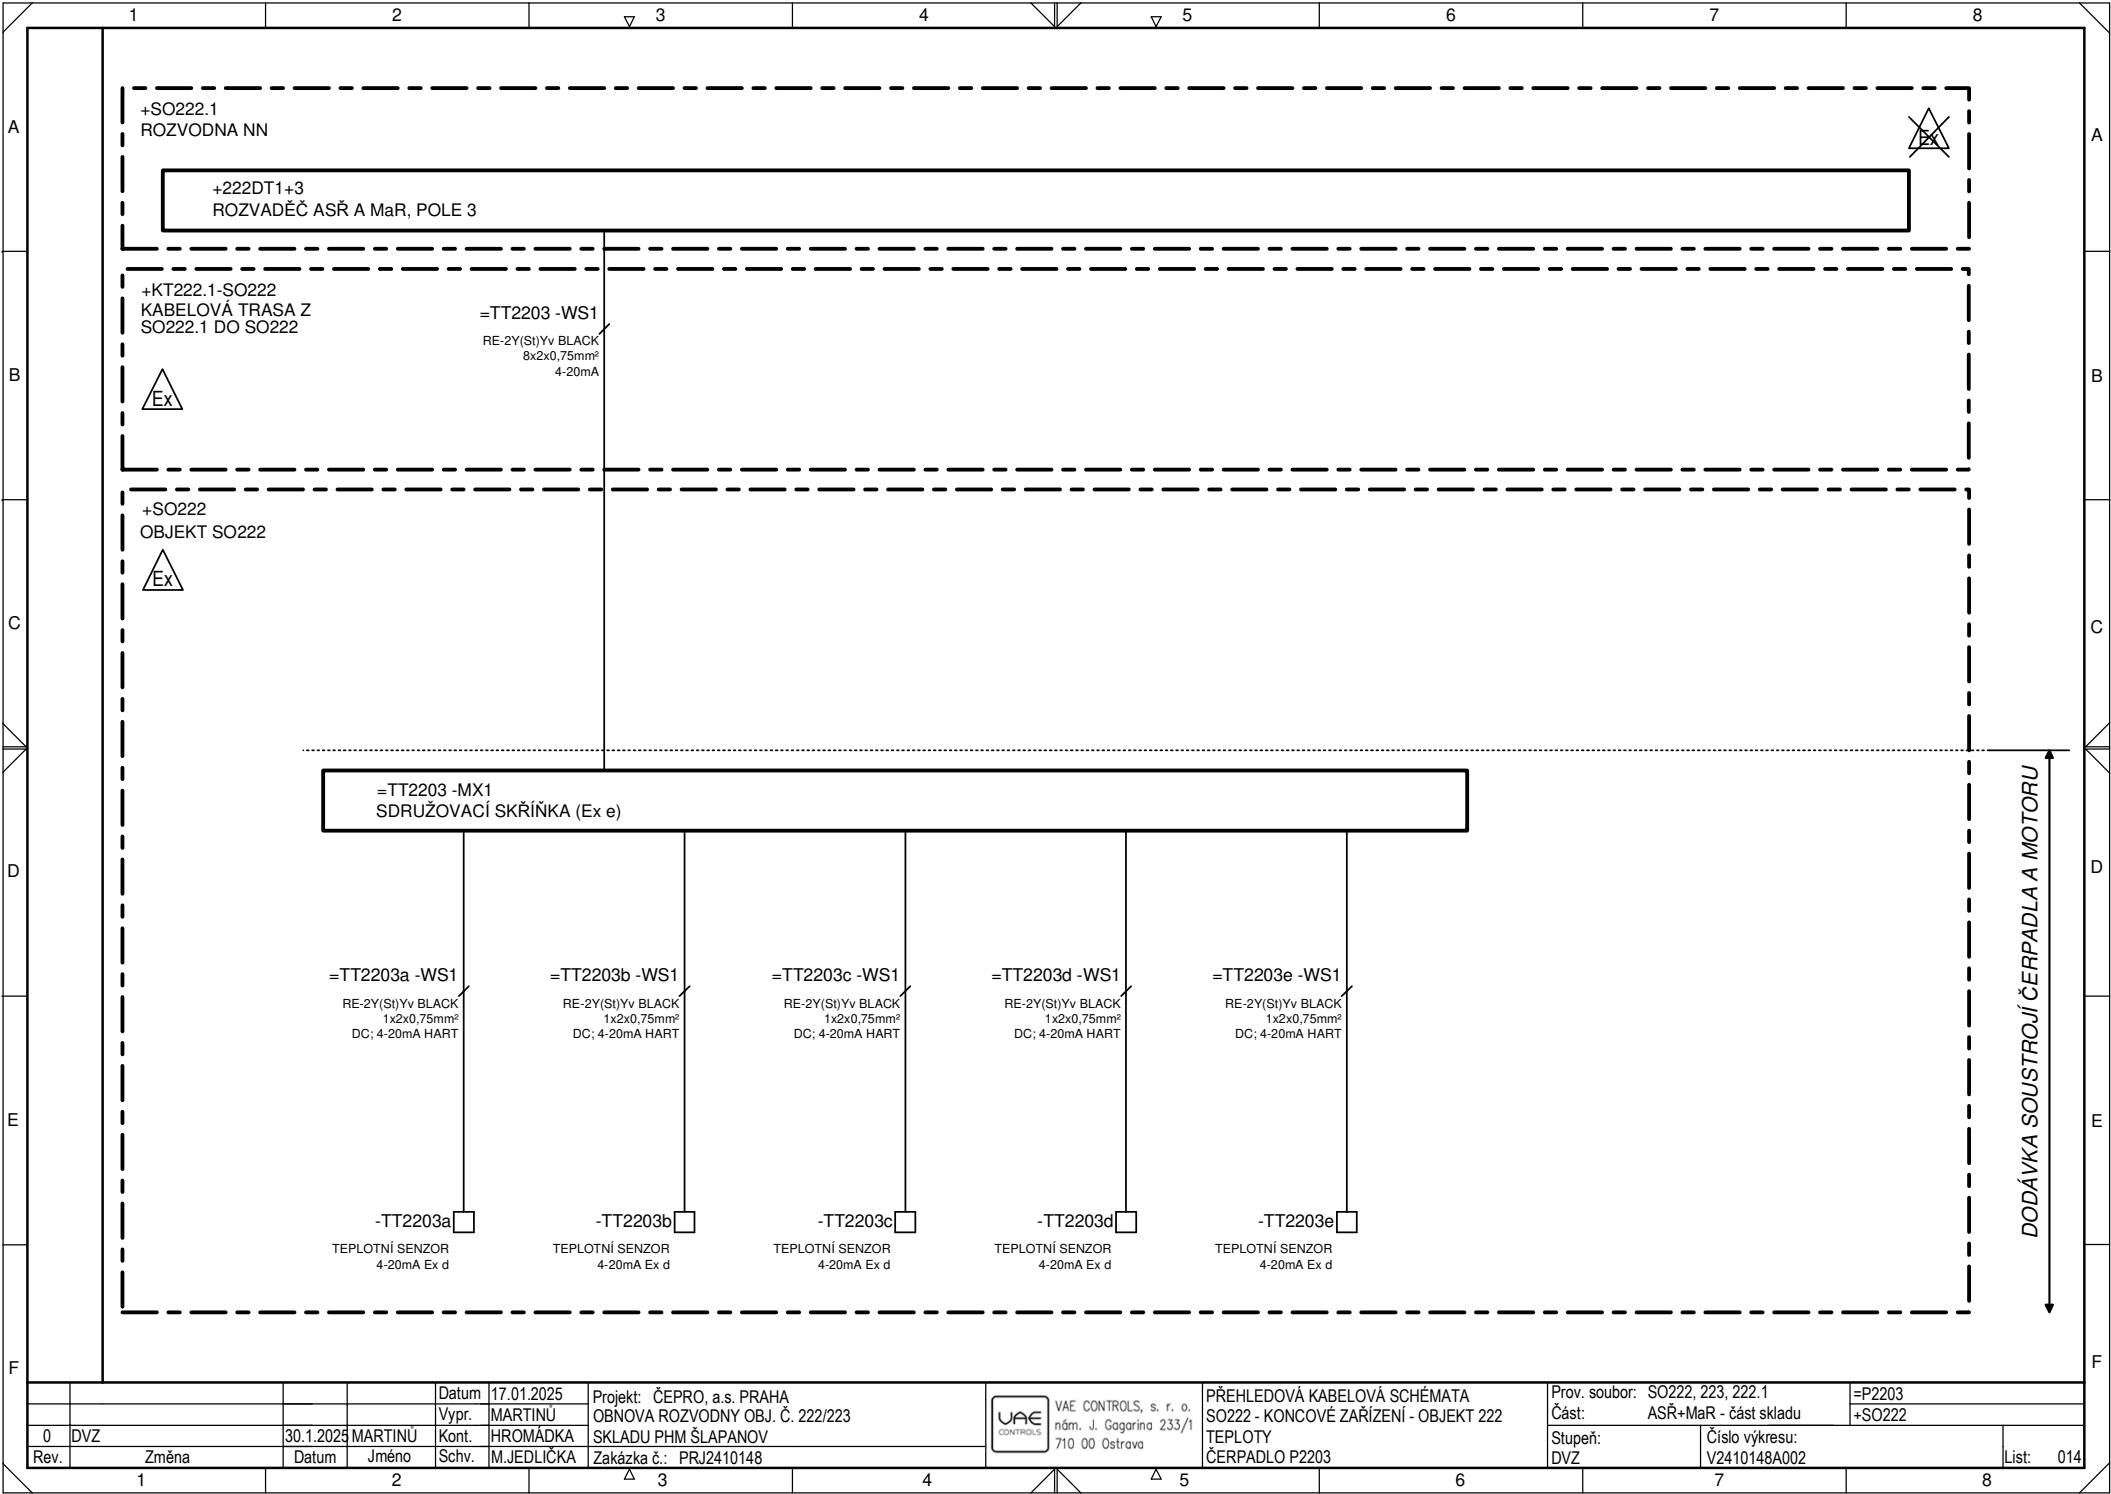 1 2 3 4 5 6 7 8
A
B
C
D
E
F
A
B
C
D
E
F
+SO222.1
ROZVODNA NN
Ex
+222DT1+3
ROZVADĚČ ASŘ A MaR, POLE 3
+KT222.1-SO222
KABELOVÁ TRASA Z
SO222.1 DO SO222
Ex
=TT2203 -WS1
RE-2Y(St)Yv BLACK
8x2x0,75mm²
4-20mA
+SO222
OBJEKT SO222
Ex
=TT2203 -MX1
SDRUŽOVACÍ SKŘÍŇKA (Ex e)
=TT2203a -WS1
RE-2Y(St)Yv BLACK
1x2x0,75mm²
DC; 4-20mA HART
=TT2203b -WS1
RE-2Y(St)Yv BLACK
1x2x0,75mm²
DC; 4-20mA HART
=TT2203c -WS1
RE-2Y(St)Yv BLACK
1x2x0,75mm²
DC; 4-20mA HART
=TT2203d -WS1
RE-2Y(St)Yv BLACK
1x2x0,75mm²
DC; 4-20mA HART
=TT2203e -WS1
RE-2Y(St)Yv BLACK
1x2x0,75mm²
DC; 4-20mA HART
-TT2203a
TEPLOTNÍ SENZOR
4-20mA Ex d
-TT2203b
TEPLOTNÍ SENZOR
4-20mA Ex d
-TT2203c
TEPLOTNÍ SENZOR
4-20mA Ex d
-TT2203d
TEPLOTNÍ SENZOR
4-20mA Ex d
-TT2203e
TEPLOTNÍ SENZOR
4-20mA Ex d
DODÁVKA SOUSTROJÍ ČERPADLA A MOTORU
Datum 17.01.2025
Vypr. MARTINŮ
0 DVZ 30.1.2025 MARTINŮ Kont. HROMÁDKA
Rev. Změna Datum Jméno Schv. M.JEDLIČKA
Projekt: ČEPRO, a.s. PRAHA
OBNOVA ROZVODNY OBJ. Č. 222/223
SKLADU PHM ŠLAPANOV
Zakázka č.: PRJ2410148
VAE
CONTROLS
VAE CONTROLS, s. r. o.
nám. J. Gagarina 233/1
710 00 Ostrava
PŘEHLEDOVÁ KABELOVÁ SCHÉMATA
SO222 - KONCOVÉ ZAŘÍZENÍ - OBJEKT 222
TEPLOTY
ČERPADLO P2203
Prov. soubor: SO222, 223, 222.1
Část: ASŘ+MaR - část skladu
Stupeň:
DVZ
Číslo výkresu:
V2410148A002
=P2203
+SO222
List: 014
1 2 3 4 5 6 7 8